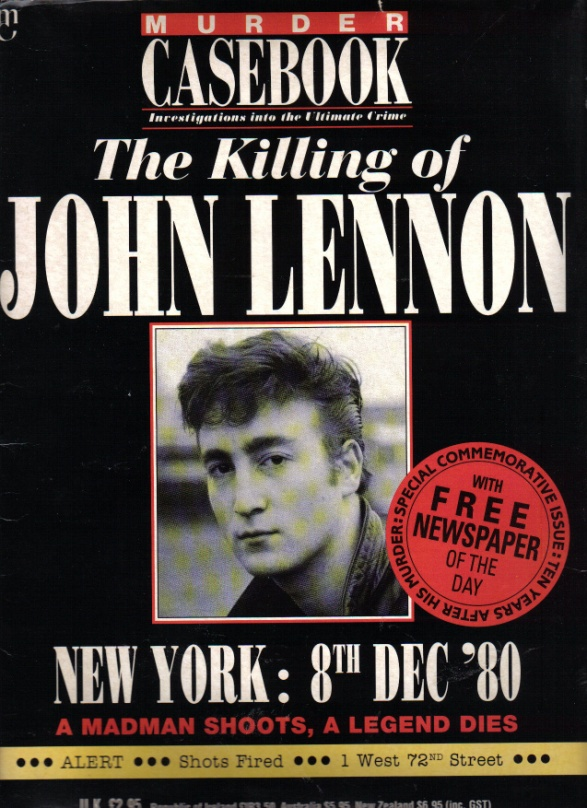 mc
MURDER
CASEBOOK
Investigations into the Ultimate Crime
The Killing of
JOHN LENNON
SPECIAL COMMEMORATIVE ISSUE: TEN YEARS AFTER HIS MURDER:
WITH
FREE
NEWSPAPER
OF THE
DAY
NEW YORK: 8TH DEC '80
A MADMAN SHOOTS, A LEGEND DIES
••• ALERT ••• Shots Fired ••• 1 West 72ND Street •••
U.K. £2.95 Republic of Ireland £IR3.50 Australia $5.95 New Zealand $6.95 (inc. GST)